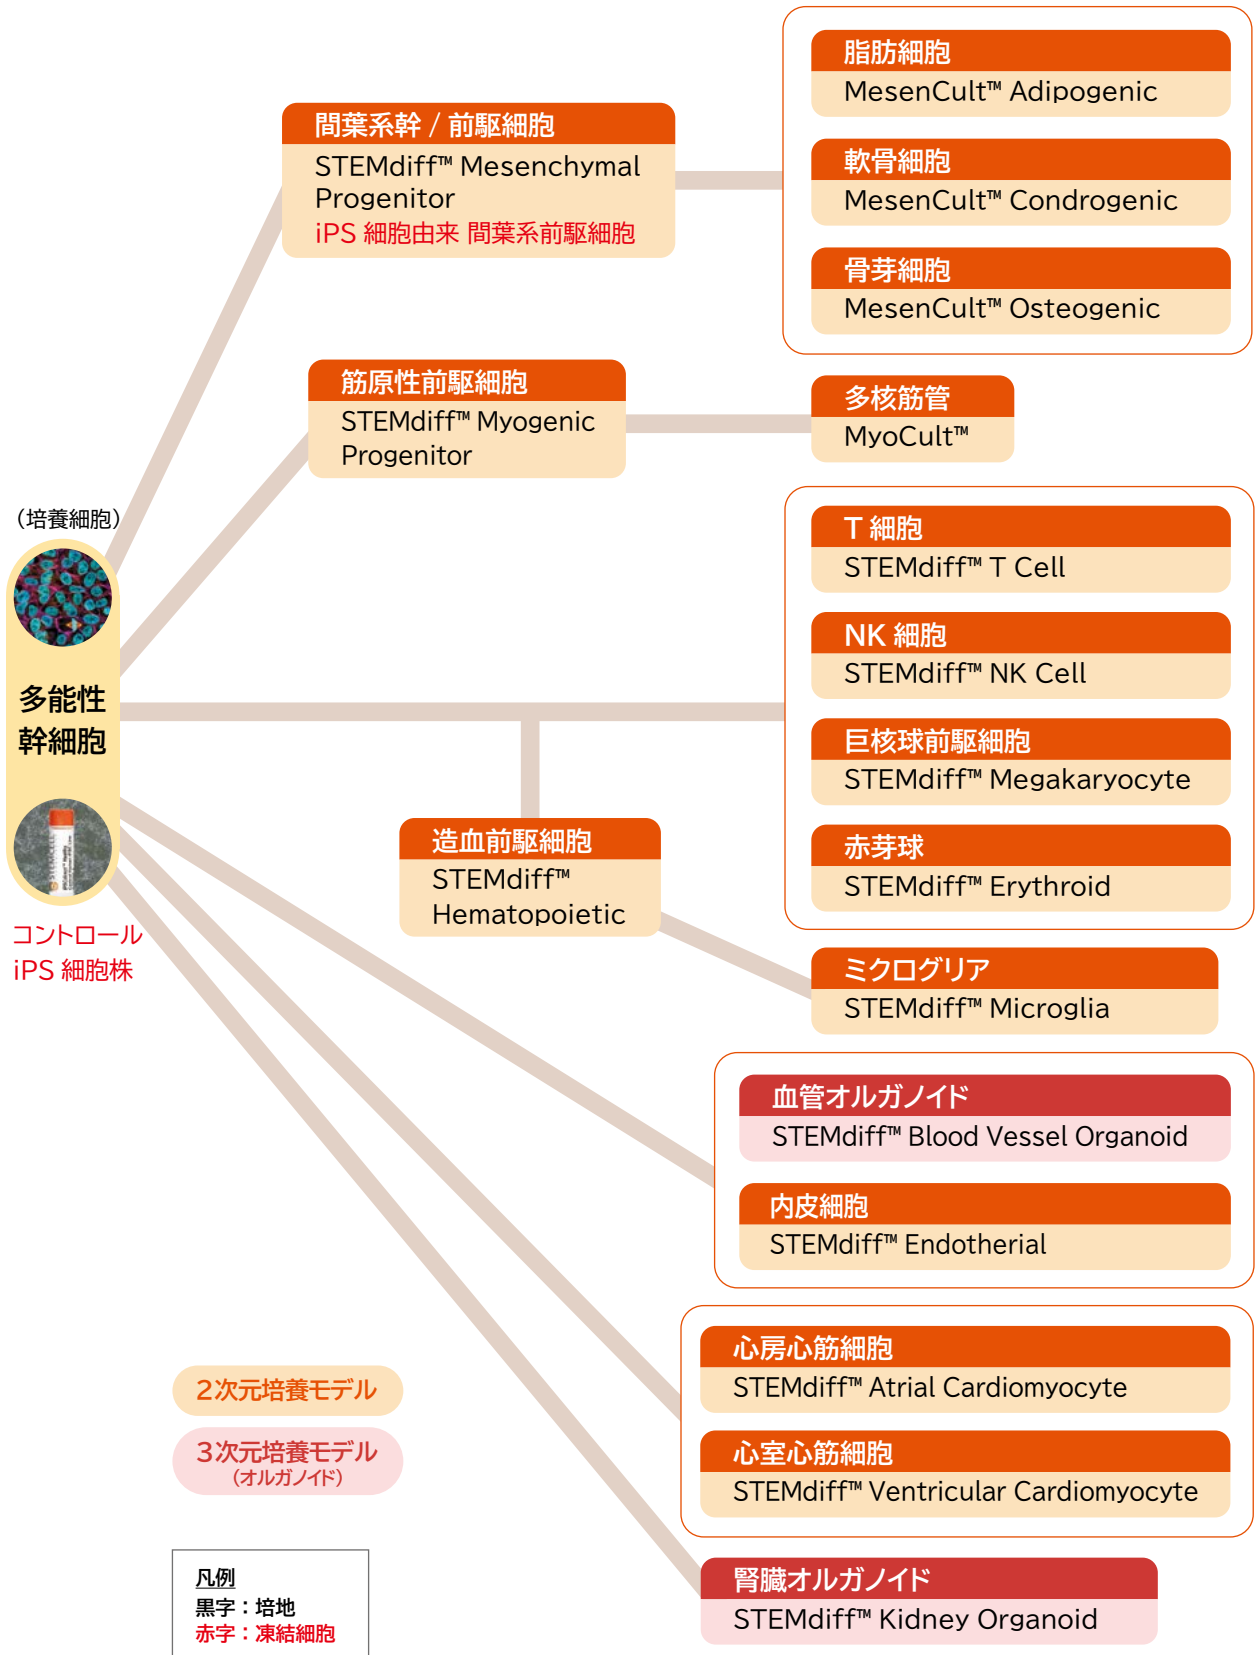 脂肪細胞
MesenCult™ Adipogenic
間葉系幹 / 前駆細胞
STEMdiff™ Mesenchymal
Progenitor
iPS 細胞由来 間葉系前駆細胞
軟骨細胞
MesenCult™ Condrogenic
骨芽細胞
MesenCult™ Osteogenic
筋原性前駆細胞
STEMdiff™ Myogenic
Progenitor
多核筋管
MyoCult™
（培養細胞）
多能性
幹細胞
コントロール
iPS 細胞株
T 細胞
STEMdiff™ T Cell
NK 細胞
STEMdiff™ NK Cell
巨核球前駆細胞
STEMdiff™ Megakaryocyte
赤芽球
STEMdiff™ Erythroid
造血前駆細胞
STEMdiff™
Hematopoietic
ミクログリア
STEMdiff™ Microglia
血管オルガノイド
STEMdiff™ Blood Vessel Organoid
内皮細胞
STEMdiff™ Endotherial
心房心筋細胞
STEMdiff™ Atrial Cardiomyocyte
心室心筋細胞
STEMdiff™ Ventricular Cardiomyocyte
腎臓オルガノイド
STEMdiff™ Kidney Organoid
2次元培養モデル
3次元培養モデル
（オルガノイド）
凡例
黒字：培地
赤字：凍結細胞